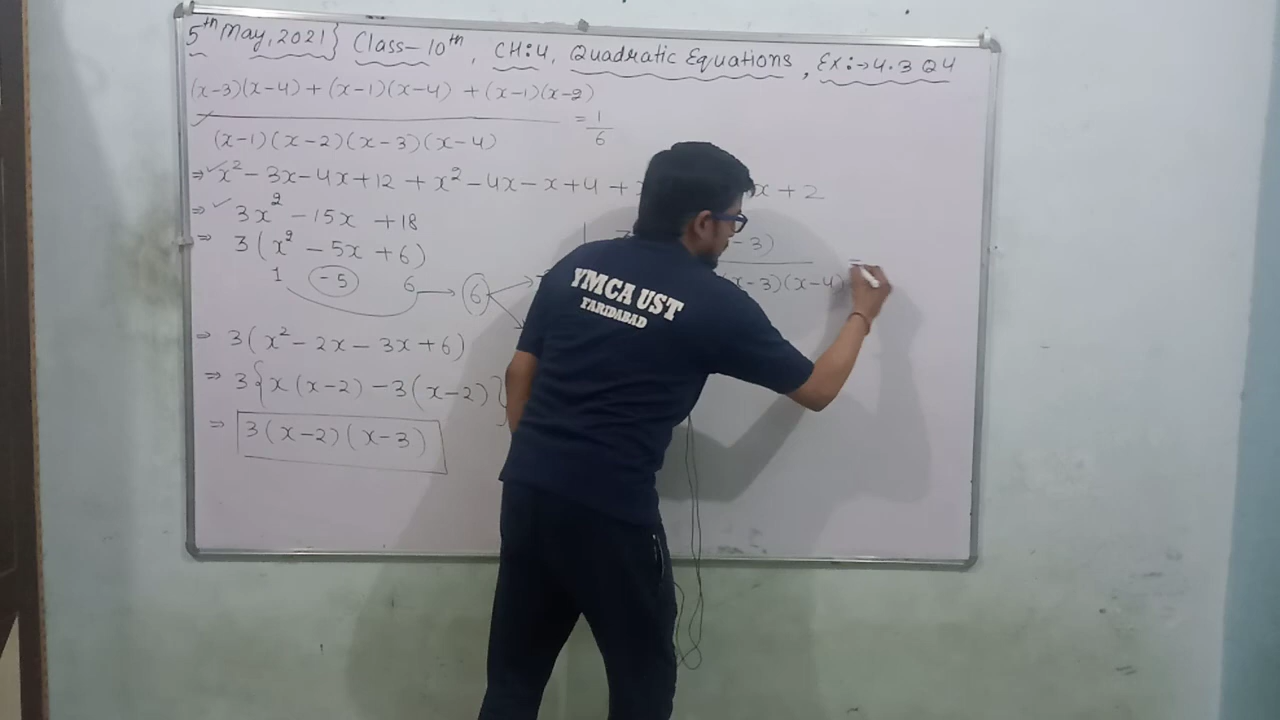 5th May, 2021} Class-10th, CH:4, Quadratic Equations, Ex:→4.3 Q4
(x-3)(x-4) + (x-1)(x-4) + (x-1)(x-2)
= 1/6
(x-1)(x-2)(x-3)(x-4)
⇒ ✓x² - 3x - 4x + 12 + x² - 4x - x + 4 + x + 2
⇒ ✓ 3x² - 15x + 18
⇒ 3(x² - 5x + 6)
-3)
1 -5 6 → 6
x-3)(x-4) =
⇒ 3(x² - 2x - 3x + 6)
⇒ 3{x(x-2) - 3(x-2)}
⇒ 3(x-2)(x-3)
YMCA UST
FARIDABAD